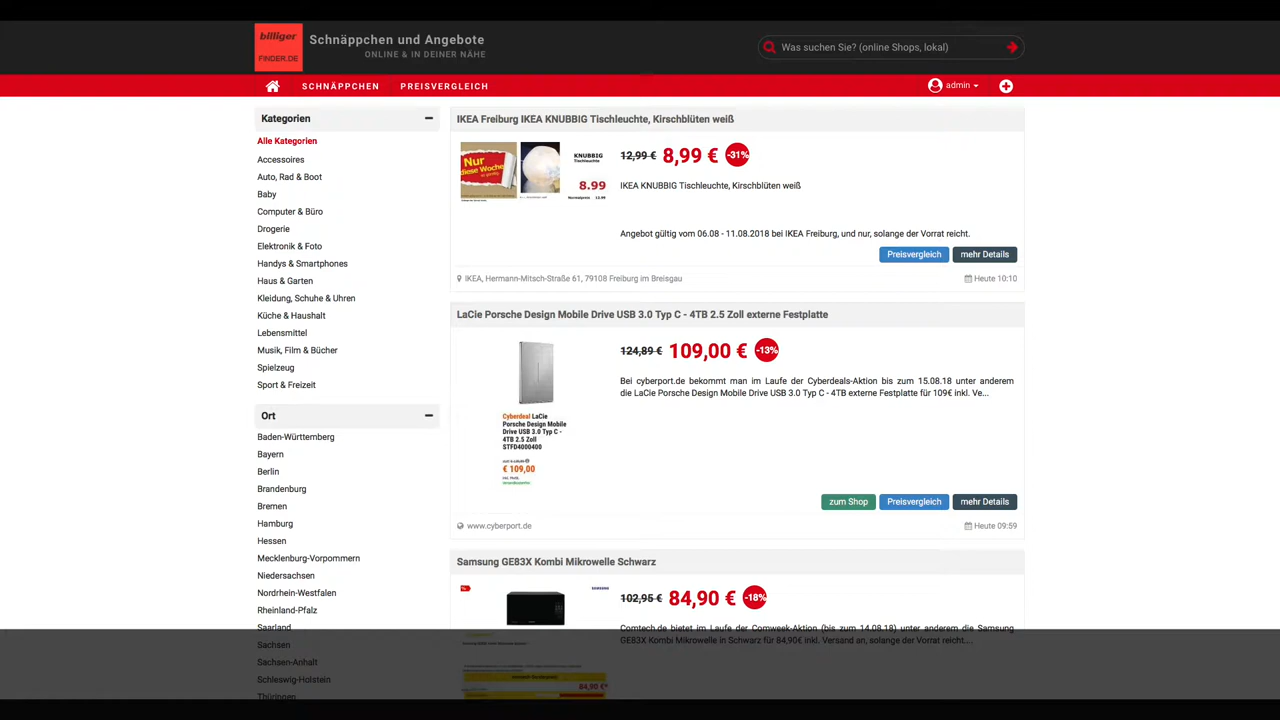 billiger
FINDER.DE
Schnäppchen und Angebote
ONLINE & IN DEINER NÄHE
Was suchen Sie? (online Shops, lokal)
SCHNÄPPCHEN
PREISVERGLEICH
admin
Kategorien
Alle Kategorien
Accessoires
Auto, Rad & Boot
Baby
Computer & Büro
Drogerie
Elektronik & Foto
Handys & Smartphones
Haus & Garten
Kleidung, Schuhe & Uhren
Küche & Haushalt
Lebensmittel
Musik, Film & Bücher
Spielzeug
Sport & Freizeit
Ort
Baden-Württemberg
Bayern
Berlin
Brandenburg
Bremen
Hamburg
Hessen
Mecklenburg-Vorpommern
Niedersachsen
Nordrhein-Westfalen
Rheinland-Pfalz
Saarland
Sachsen
Sachsen-Anhalt
Schleswig-Holstein
Thüringen
IKEA Freiburg IKEA KNUBBIG Tischleuchte, Kirschblüten weiß
Nur
diese Woche
KNUBBIG
Tischleuchte
8.99
Normalpreis 12.99
12,99 € 8,99 € -31%
IKEA KNUBBIG Tischleuchte, Kirschblüten weiß
Angebot gültig vom 06.08 - 11.08.2018 bei IKEA Freiburg, und nur, solange der Vorrat reicht.
Preisvergleich
mehr Details
IKEA, Hermann-Mitsch-Straße 61, 79108 Freiburg im Breisgau
Heute 10:10
LaCie Porsche Design Mobile Drive USB 3.0 Typ C - 4TB 2.5 Zoll externe Festplatte
Cyberdeal LaCie
Porsche Design Mobile
Drive USB 3.0 Typ C -
4TB 2.5 Zoll
STFD4000400
€ 109,00
inkl. MwSt.
Versandkostenfrei
124,89 € 109,00 € -13%
Bei cyberport.de bekommt man im Laufe der Cyberdeals-Aktion bis zum 15.08.18 unter anderem
die LaCie Porsche Design Mobile Drive USB 3.0 Typ C - 4TB externe Festplatte für 109€ inkl. Ve...
zum Shop
Preisvergleich
mehr Details
www.cyberport.de
Heute 09:59
Samsung GE83X Kombi Mikrowelle Schwarz
SAMSUNG
84,90 €*
102,95 € 84,90 € -18%
Comtech.de bietet im Laufe der Comweek-Aktion (bis zum 14.08.18) unter anderem die Samsung
GE83X Kombi Mikrowelle in Schwarz für 84,90€ inkl. Versand an, solange der Vorrat reicht....